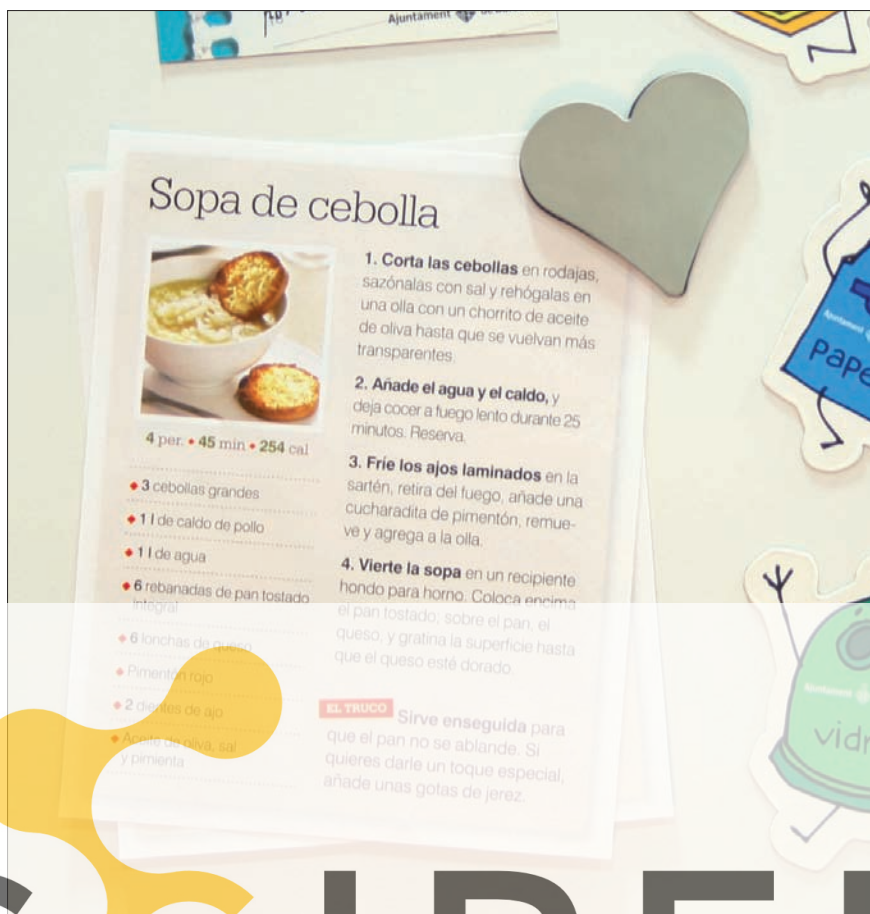 Ajuntament
Sopa de cebolla
1. Corta las cebollas en rodajas,
sazónalas con sal y rehógalas en
una olla con un chorrito de aceite
de oliva hasta que se vuelvan más
transparentes.
2. Añade el agua y el caldo, y
deja cocer a fuego lento durante 25
minutos. Reserva.
3. Fríe los ajos laminados en la
sartén, retira del fuego, añade una
cucharadita de pimentón, remue-
ve y agrega a la olla.
4. Vierte la sopa en un recipiente
hondo para horno. Coloca encima
el pan tostado; sobre el pan, el
queso, y gratina la superficie hasta
que el queso esté dorado.
EL TRUCO Sirve enseguida para
que el pan no se ablande. Si
quieres darle un toque especial,
añade unas gotas de jerez.
4 per. • 45 min • 254 cal
3 cebollas grandes
1 l de caldo de pollo
1 l de agua
6 rebanadas de pan tostado
integral
6 lonchas de queso
Pimentón rojo
2 dientes de ajo
Aceite de oliva, sal
y pimienta
Ajuntament
pape
vidr